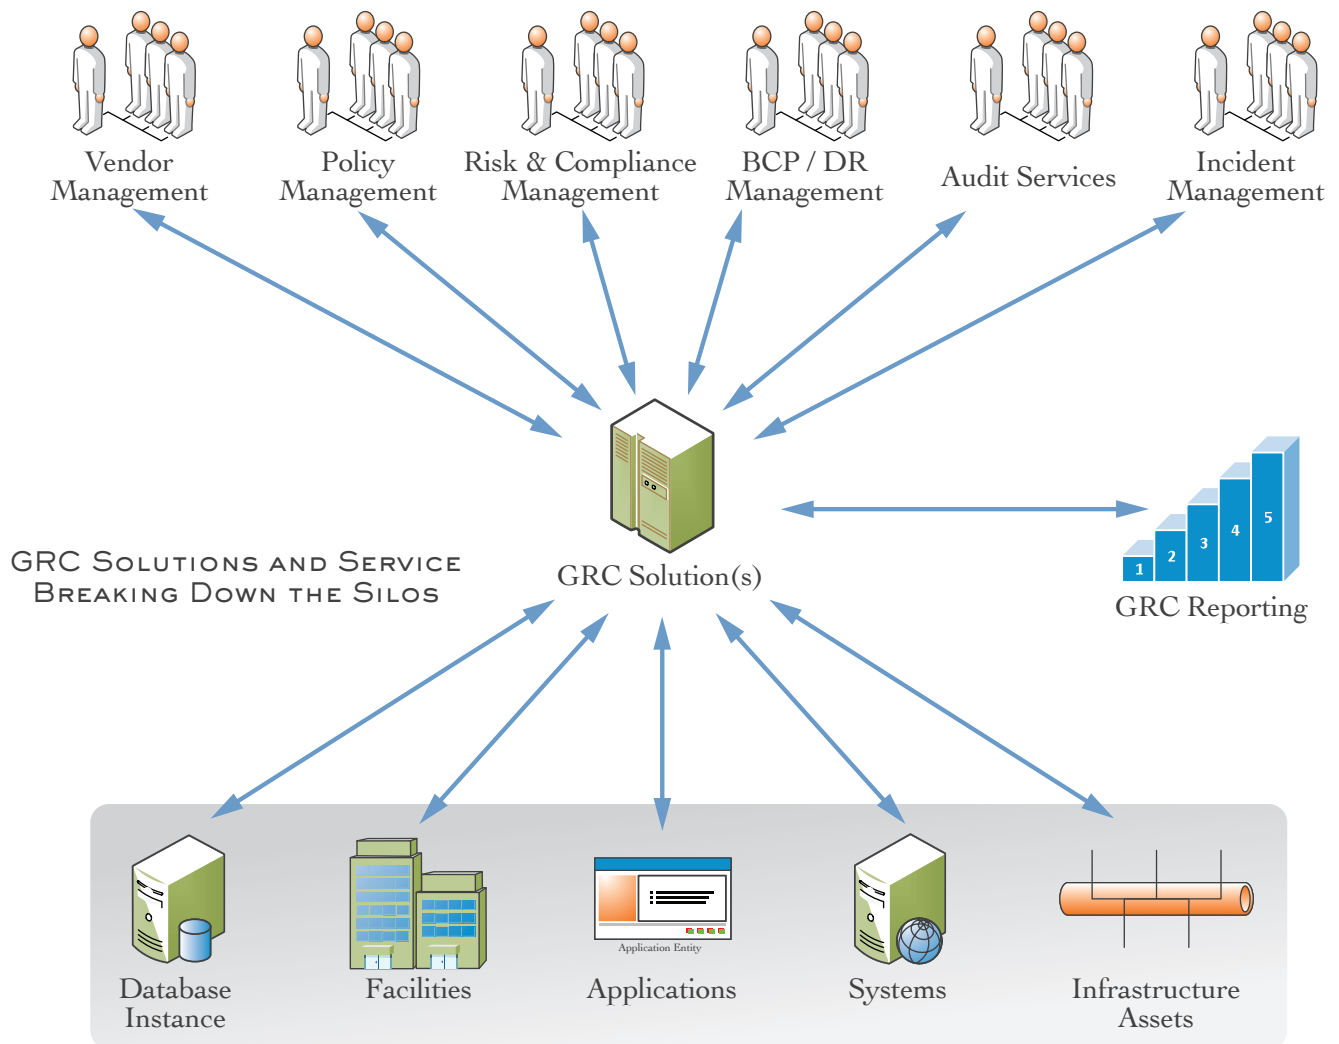 Vendor
Management
Policy
Management
Risk & Compliance
Management
BCP / DR
Management
Audit Services
Incident
Management
1
2
3
4
5
GRC Solutions and Service
Breaking Down the Silos
GRC Solution(s)
GRC Reporting
Application Entity
Database
Instance
Facilities
Applications
Systems
Infrastructure
Assets